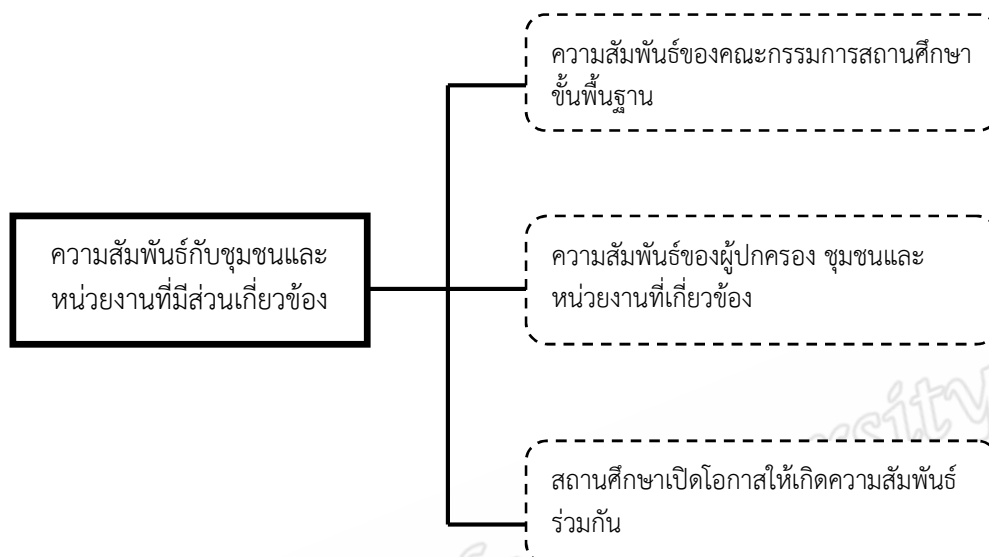 ความสัมพันธ์ของคณะกรรมการสถานศึกษา
ขั้นพื้นฐาน
ความสัมพันธ์กับชุมชนและ
หน่วยงานที่มีส่วนเกี่ยวข้อง
ความสัมพันธ์ของผู้ปกครอง ชุมชนและ
หน่วยงานที่เกี่ยวข้อง
สถานศึกษาเปิดโอกาสให้เกิดความสัมพันธ์
ร่วมกัน